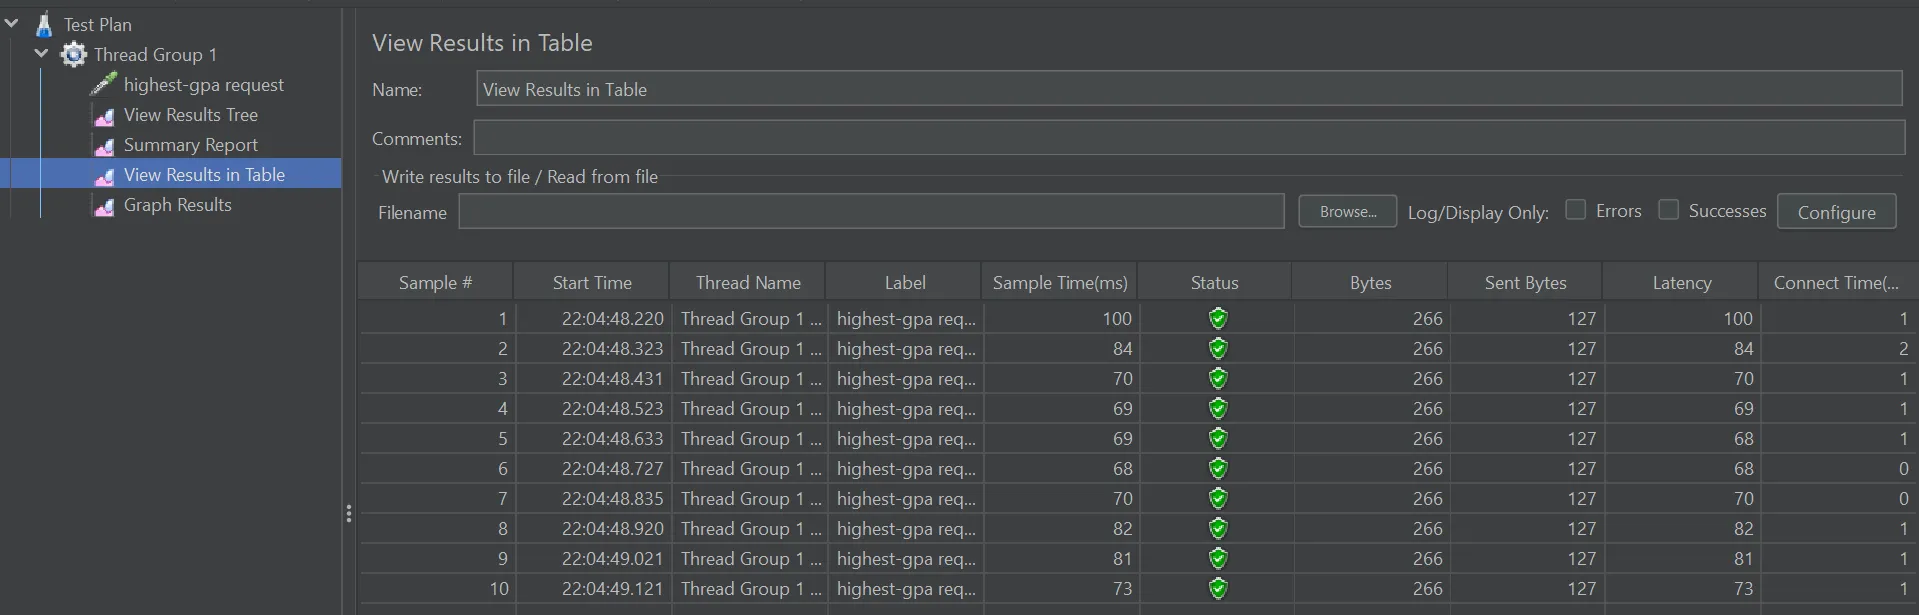 Test Plan
Thread Group 1
highest-gpa request
View Results Tree
Summary Report
View Results in Table
Graph Results
View Results in Table
Name: View Results in Table
Comments:
Write results to file / Read from file
Filename Browse... Log/Display Only: Errors Successes Configure
Sample # Start Time Thread Name Label Sample Time(ms) Status Bytes Sent Bytes Latency Connect Time(...
1 22:04:48.220 Thread Group 1 ... highest-gpa req... 100 266 127 100 1
2 22:04:48.323 Thread Group 1 ... highest-gpa req... 84 266 127 84 2
3 22:04:48.431 Thread Group 1 ... highest-gpa req... 70 266 127 70 1
4 22:04:48.523 Thread Group 1 ... highest-gpa req... 69 266 127 69 1
5 22:04:48.633 Thread Group 1 ... highest-gpa req... 69 266 127 68 1
6 22:04:48.727 Thread Group 1 ... highest-gpa req... 68 266 127 68 0
7 22:04:48.835 Thread Group 1 ... highest-gpa req... 70 266 127 70 0
8 22:04:48.920 Thread Group 1 ... highest-gpa req... 82 266 127 82 1
9 22:04:49.021 Thread Group 1 ... highest-gpa req... 81 266 127 81 1
10 22:04:49.121 Thread Group 1 ... highest-gpa req... 73 266 127 73 1